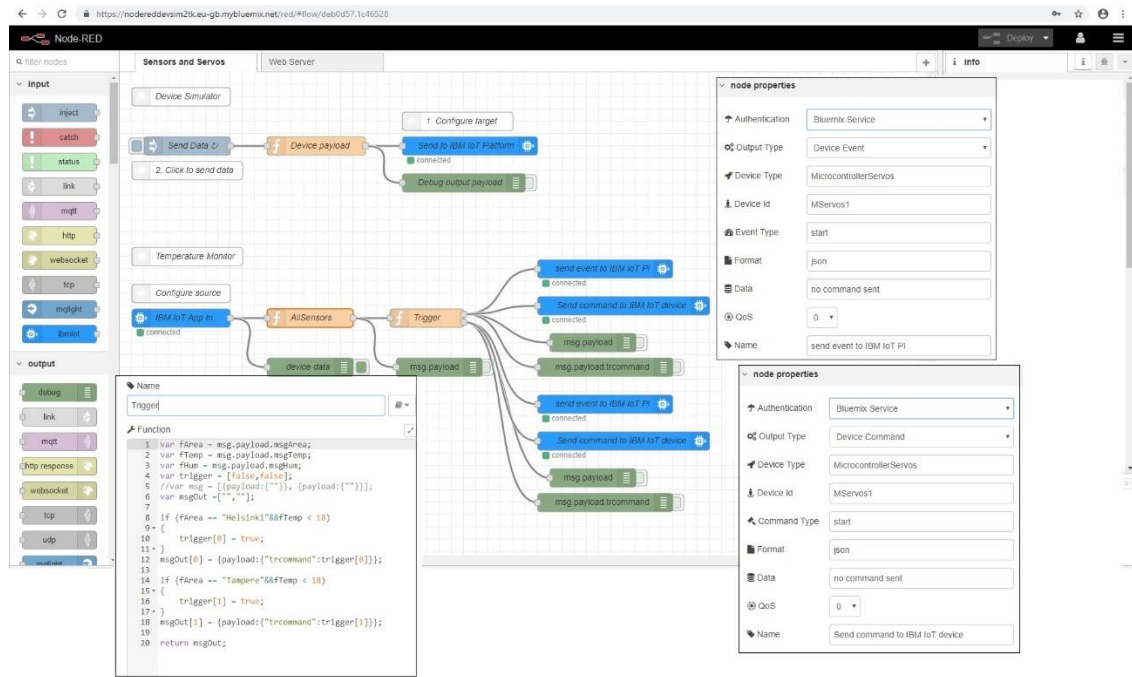 https://nodereddevsim2tk.eu-gb.mybluemix.net/red/#flow/deb0d57.1c46528
Node-RED
Deploy
filter nodes
Sensors and Servos
Web Server
info
input
inject
catch
status
link
mqtt
http
websocket
tcp
mqlight
ibmiot
output
debug
link
mqtt
http response
websocket
tcp
udp
mqlight
Device Simulator
1. Configure target
Send Data
Device payload
Send to IBM IoT Platform
connected
2. Click to send data
Debug output payload
Temperature Monitor
send event to IBM IoT Pl
connected
Configure source
Send command to IBM IoT device
connected
IBM IoT App In
connected
AllSensors
Trigger
msg.payload
device data
msg.payload
msg.payload.trcommand
send event to IBM IoT Pl
connected
Send command to IBM IoT device
connected
msg.payload
msg.payload.trcommand
Name
Trigger
Function
1 var fArea = msg.payload.msgArea;
2 var fTemp = msg.payload.msgTemp;
3 var fHum = msg.payload.msgHum;
4 var trigger = [false,false];
5 //var msg = [{payload:{""}}, {payload:{""}}];
6 var msgOut =["",""];
7
8 if (fArea == "Helsinki"&&fTemp < 18)
9 {
10 trigger[0] = true;
11 }
12 msgOut[0] = {payload:{"trcommand":trigger[0]}};
13
14 if (fArea == "Tampere"&&fTemp < 18)
15 {
16 trigger[1] = true;
17 }
18 msgOut[1] = {payload:{"trcommand":trigger[1]}};
19
20 return msgOut;
node properties
Authentication
Bluemix Service
Output Type
Device Event
Device Type
MicrocontrollerServos
Device Id
MServos1
Event Type
start
Format
json
Data
no command sent
QoS
0
Name
send event to IBM IoT Pl
node properties
Authentication
Bluemix Service
Output Type
Device Command
Device Type
MicrocontrollerServos
Device Id
MServos1
Command Type
start
Format
json
Data
no command sent
QoS
0
Name
Send command to IBM IoT device